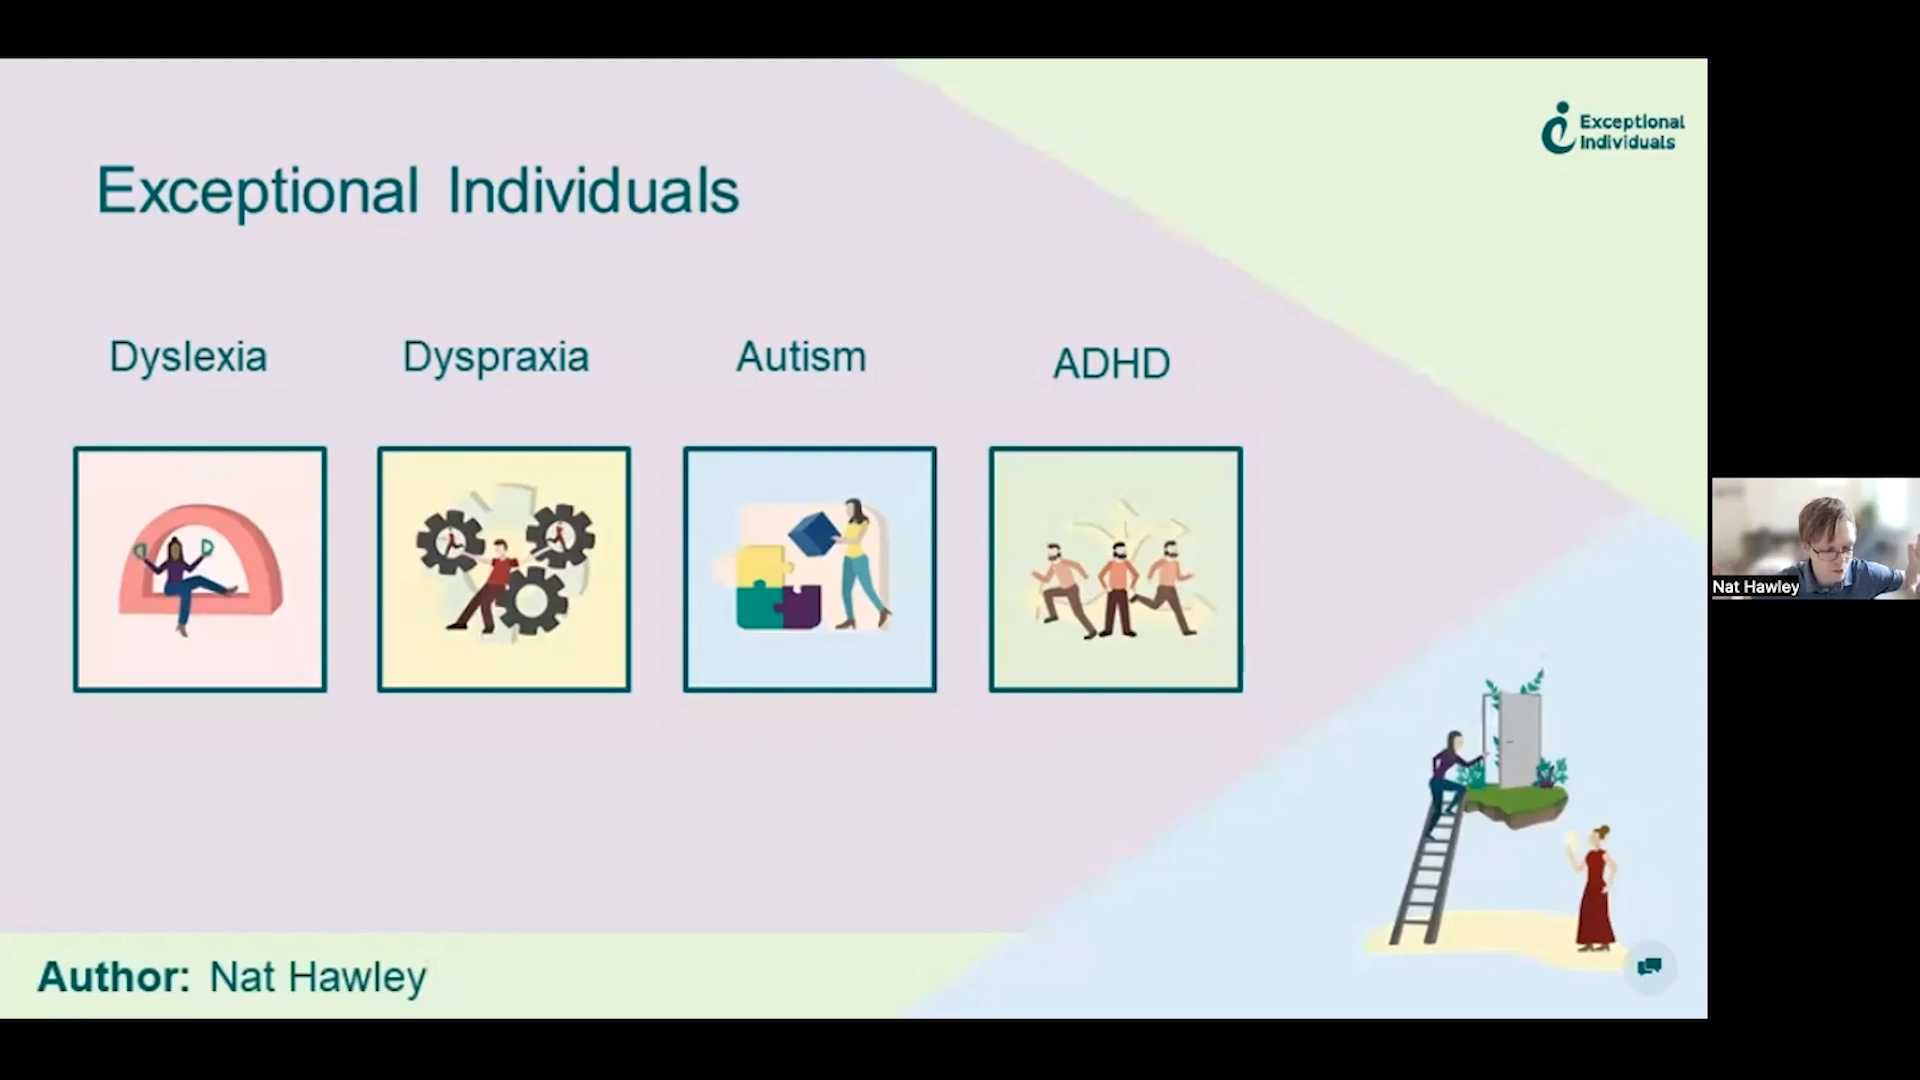 Exceptional
Individuals
Exceptional Individuals
Dyslexia
Dyspraxia
Autism
ADHD
Nat Hawley
Author: Nat Hawley